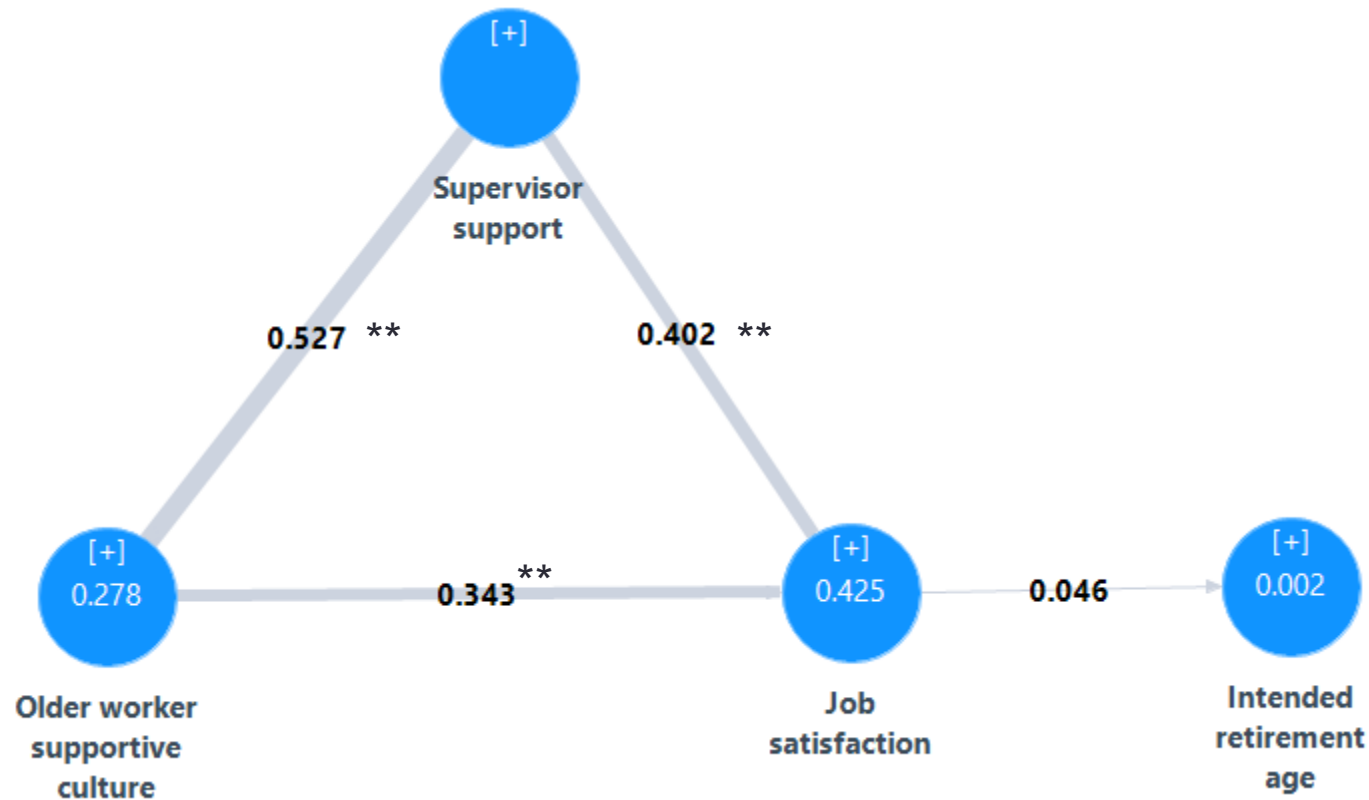 [+]
Supervisor
support
0.527 **
0.402 **
[+]
0.278
Older worker
supportive
culture
**
0.343
[+]
0.425
Job
satisfaction
0.046
[+]
0.002
Intended
retirement
age